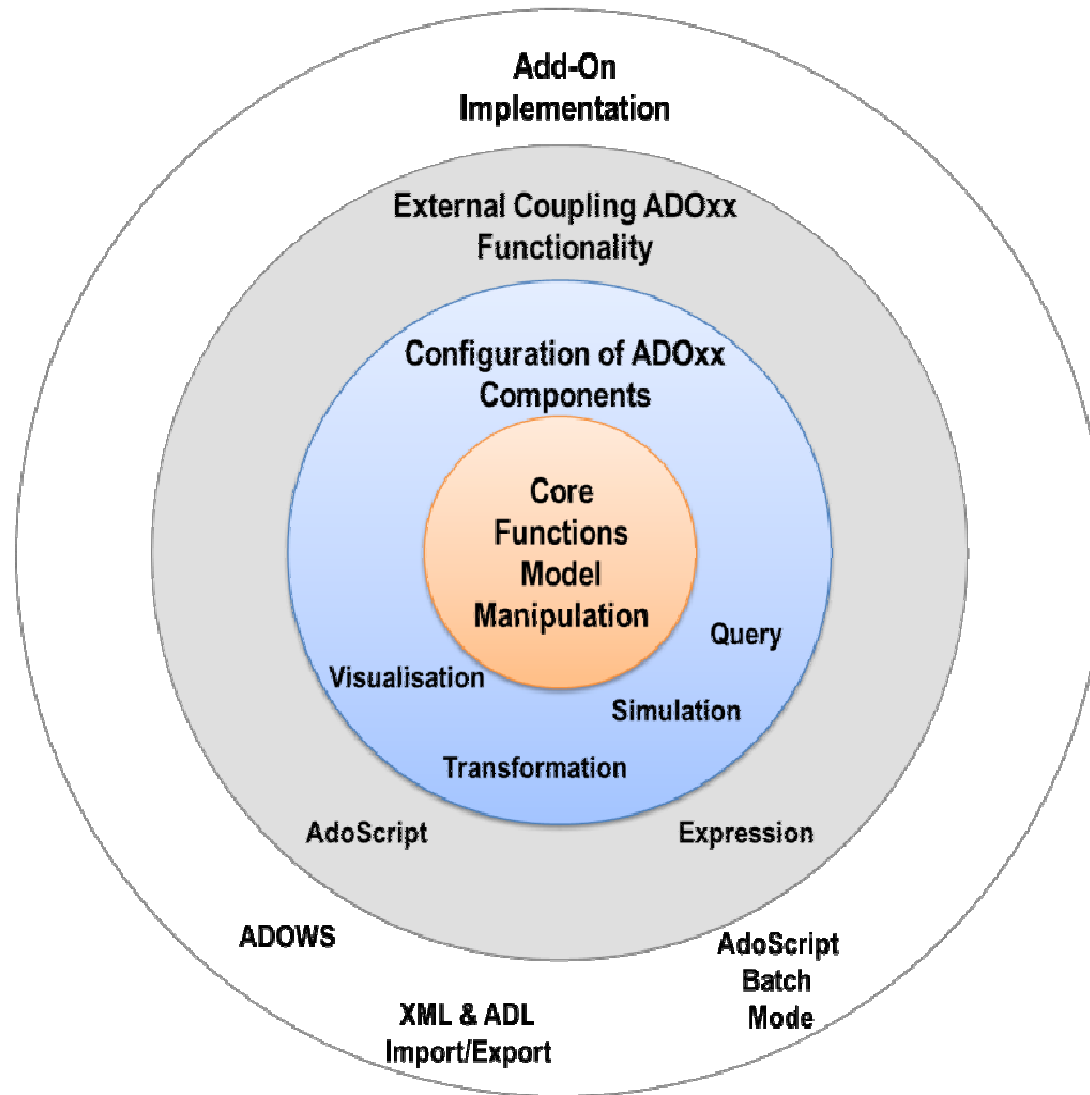 Add-On
Implementation
External Coupling ADOxx
Functionality
Configuration of ADOxx
Components
Core
Functions
Model
Manipulation
Query
Visualisation
Simulation
Transformation
AdoScript
Expression
ADOWS
AdoScript
Batch
Mode
XML & ADL
Import/Export